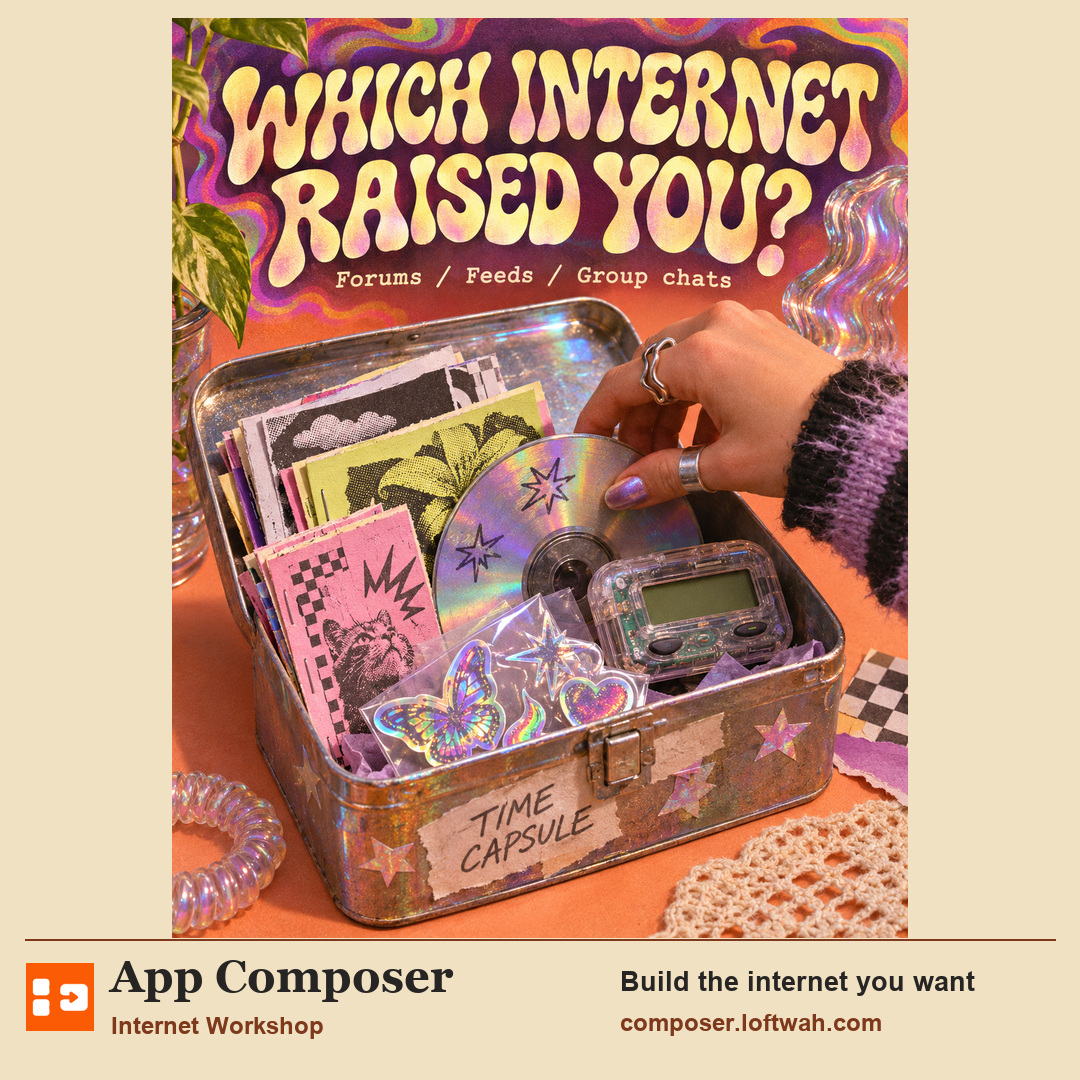 WHICH INTERNET
RAISED YOU?
Forums / Feeds / Group chats
TIME
CAPSULE
App Composer
Internet Workshop
Build the internet you want
composer.loftwah.com